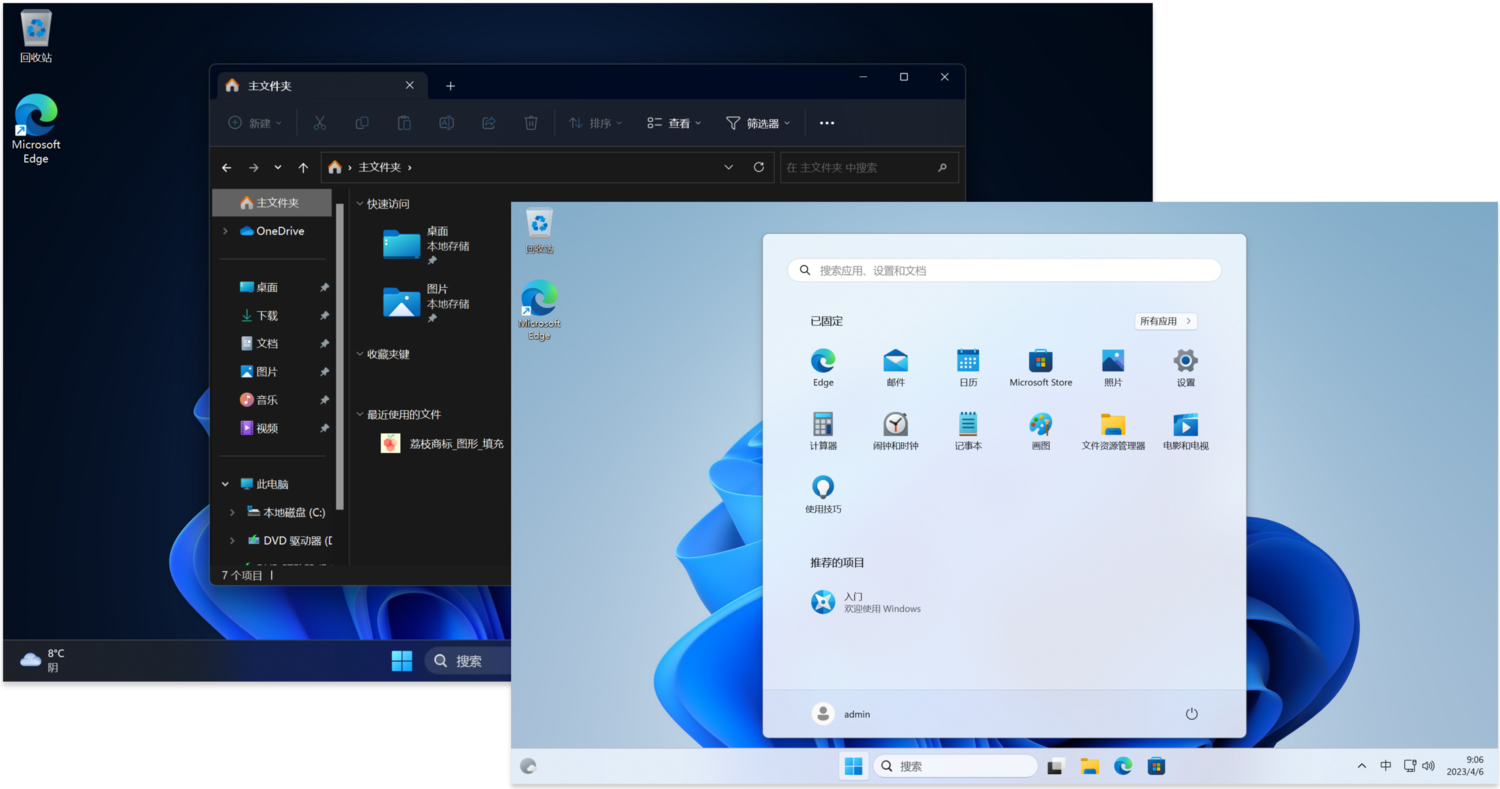 回收站
Microsoft
Edge
主文件夹
新建
排序
查看
筛选器
主文件夹
在 主文件夹 中搜索
主文件夹
OneDrive
桌面
下载
文档
图片
音乐
视频
此电脑
本地磁盘 (C:)
DVD 驱动器 (D
7 个项目
快速访问
桌面
本地存储
图片
本地存储
收藏夹键
最近使用的文件
荔枝商标_图形_填充
8°C
阴
搜索
回收站
Microsoft
Edge
搜索应用、设置和文档
已固定
所有应用
Edge
邮件
日历
Microsoft Store
照片
设置
计算器
闹钟和时钟
记事本
画图
文件资源管理器
电影和电视
使用技巧
推荐的项目
入门
欢迎使用 Windows
admin
搜索
中
9:06
2023/4/6